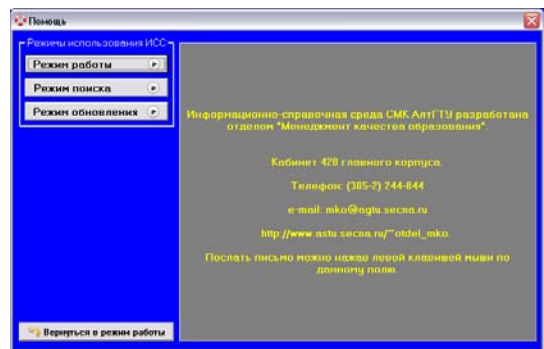 Помощь
Режимы использования ИСС
Режим работы
Режим поиска
Режим обновления
Информационно-справочная среда СМК АлтГТУ разработана
отделом "Менеджмент качества образования".
Кабинет 420 главного корпуса.
Телефон: (385-2) 244-844
e-mail: mko@agtu.secna.ru
http://www.astu.secna.ru/~otdel_mko.
Послать письмо можно нажав левой клавишей мыши по
данному полю.
Вернуться в режим работы